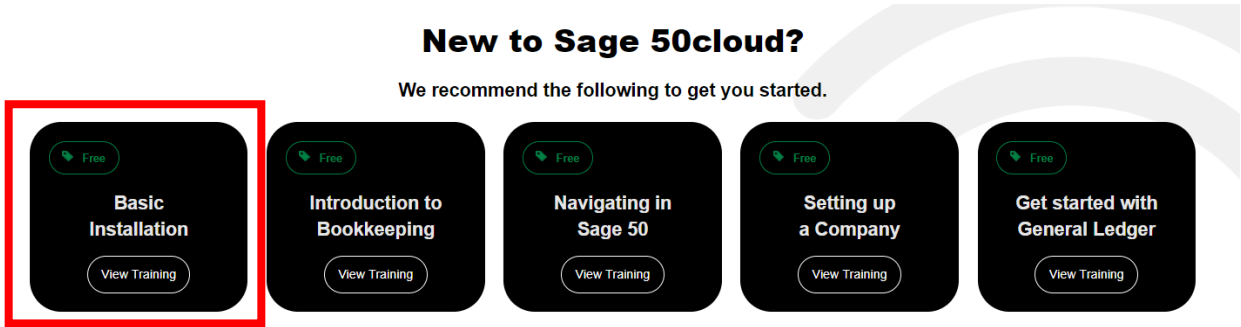 New to Sage 50cloud?
We recommend the following to get you started.
Free
Basic
Installation
View Training
Free
Introduction to
Bookkeeping
View Training
Free
Navigating in
Sage 50
View Training
Free
Setting up
a Company
View Training
Free
Get started with
General Ledger
View Training